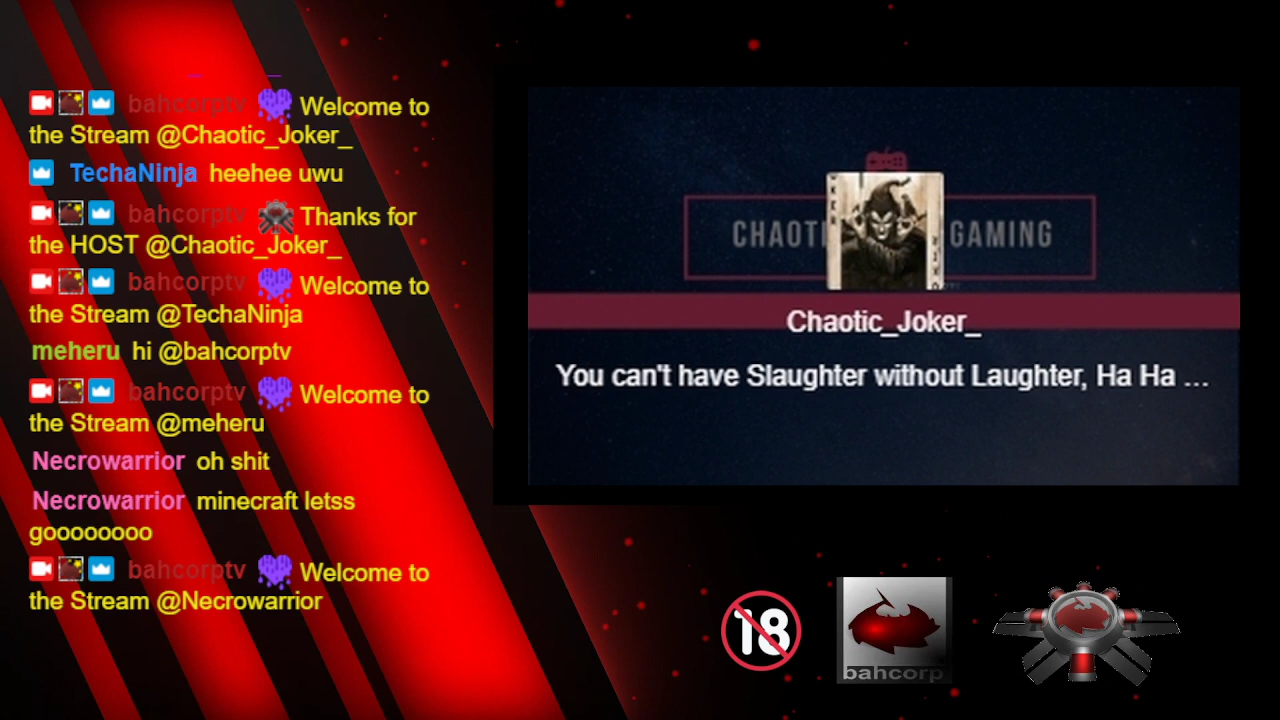 bahcorptv Welcome to
the Stream @Chaotic_Joker_
TechaNinja heehee uwu
bahcorptv Thanks for
the HOST @Chaotic_Joker_
bahcorptv Welcome to
the Stream @TechaNinja
meheru hi @bahcorptv
bahcorptv Welcome to
the Stream @meheru
Necrowarrior oh shit
Necrowarrior minecraft letss
goooooooo
bahcorptv Welcome to
the Stream @Necrowarrior
CHAOTI GAMING
Chaotic_Joker_
You can't have Slaughter without Laughter, Ha Ha ...
18
bahcorp